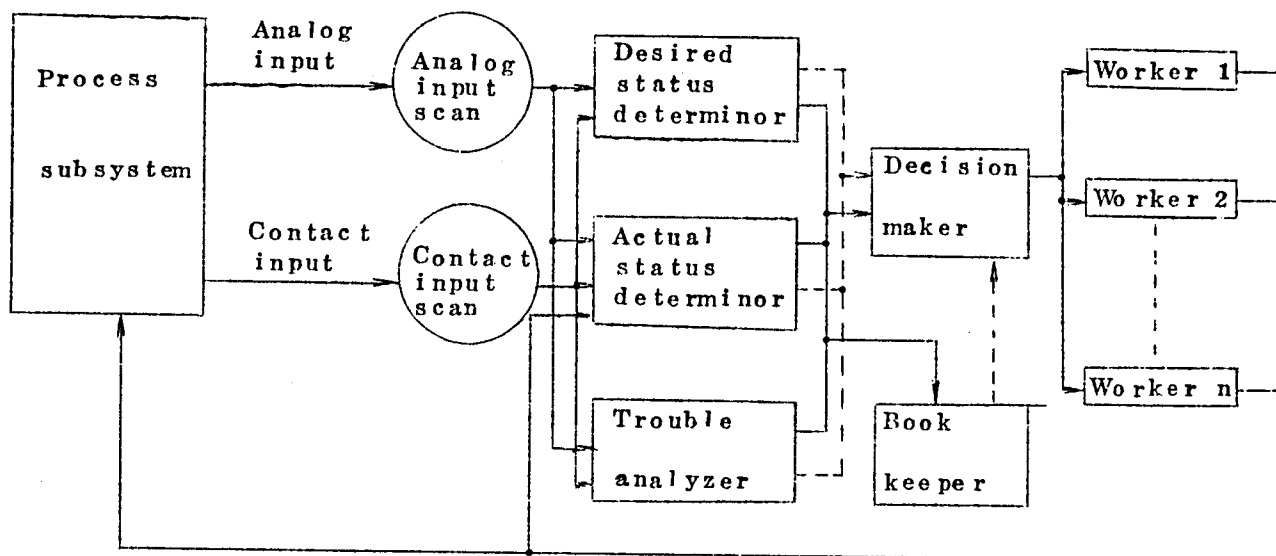 Process
subsystem
Analog
input
Contact
input
Analog
input
scan
Contact
input
scan
Desired
status
determinor
Actual
status
determinor
Trouble
analyzer
Decision
maker
Book
keeper
Worker 1
Worker 2
Worker n